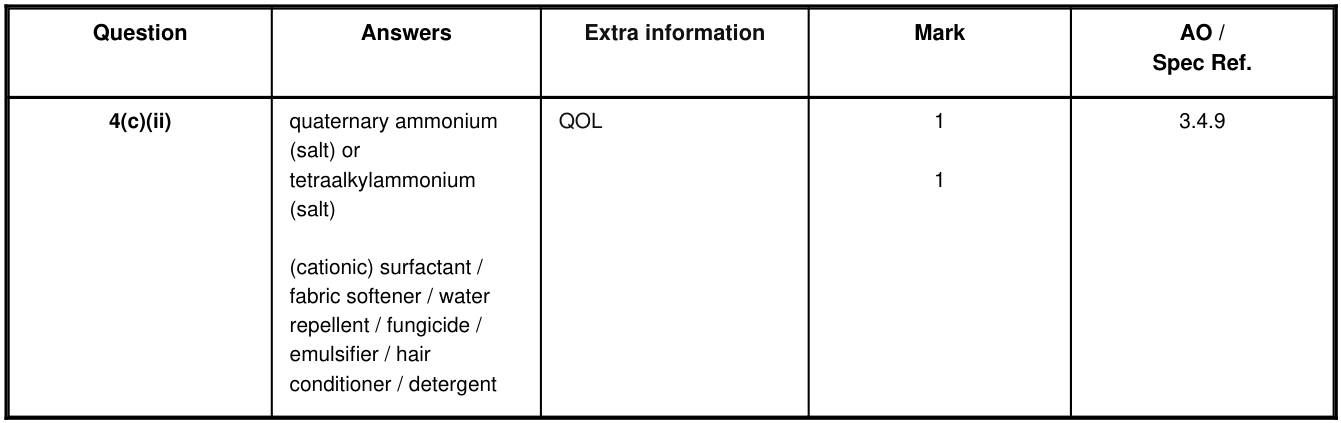 Question
Answers
Extra information
Mark
AO /
Spec Ref.
4(c)(ii)
quaternary ammonium
(salt) or
tetraalkylammonium
(salt)
(cationic) surfactant /
fabric softener / water
repellent / fungicide /
emulsifier / hair
conditioner / detergent
QOL
1
1
3.4.9